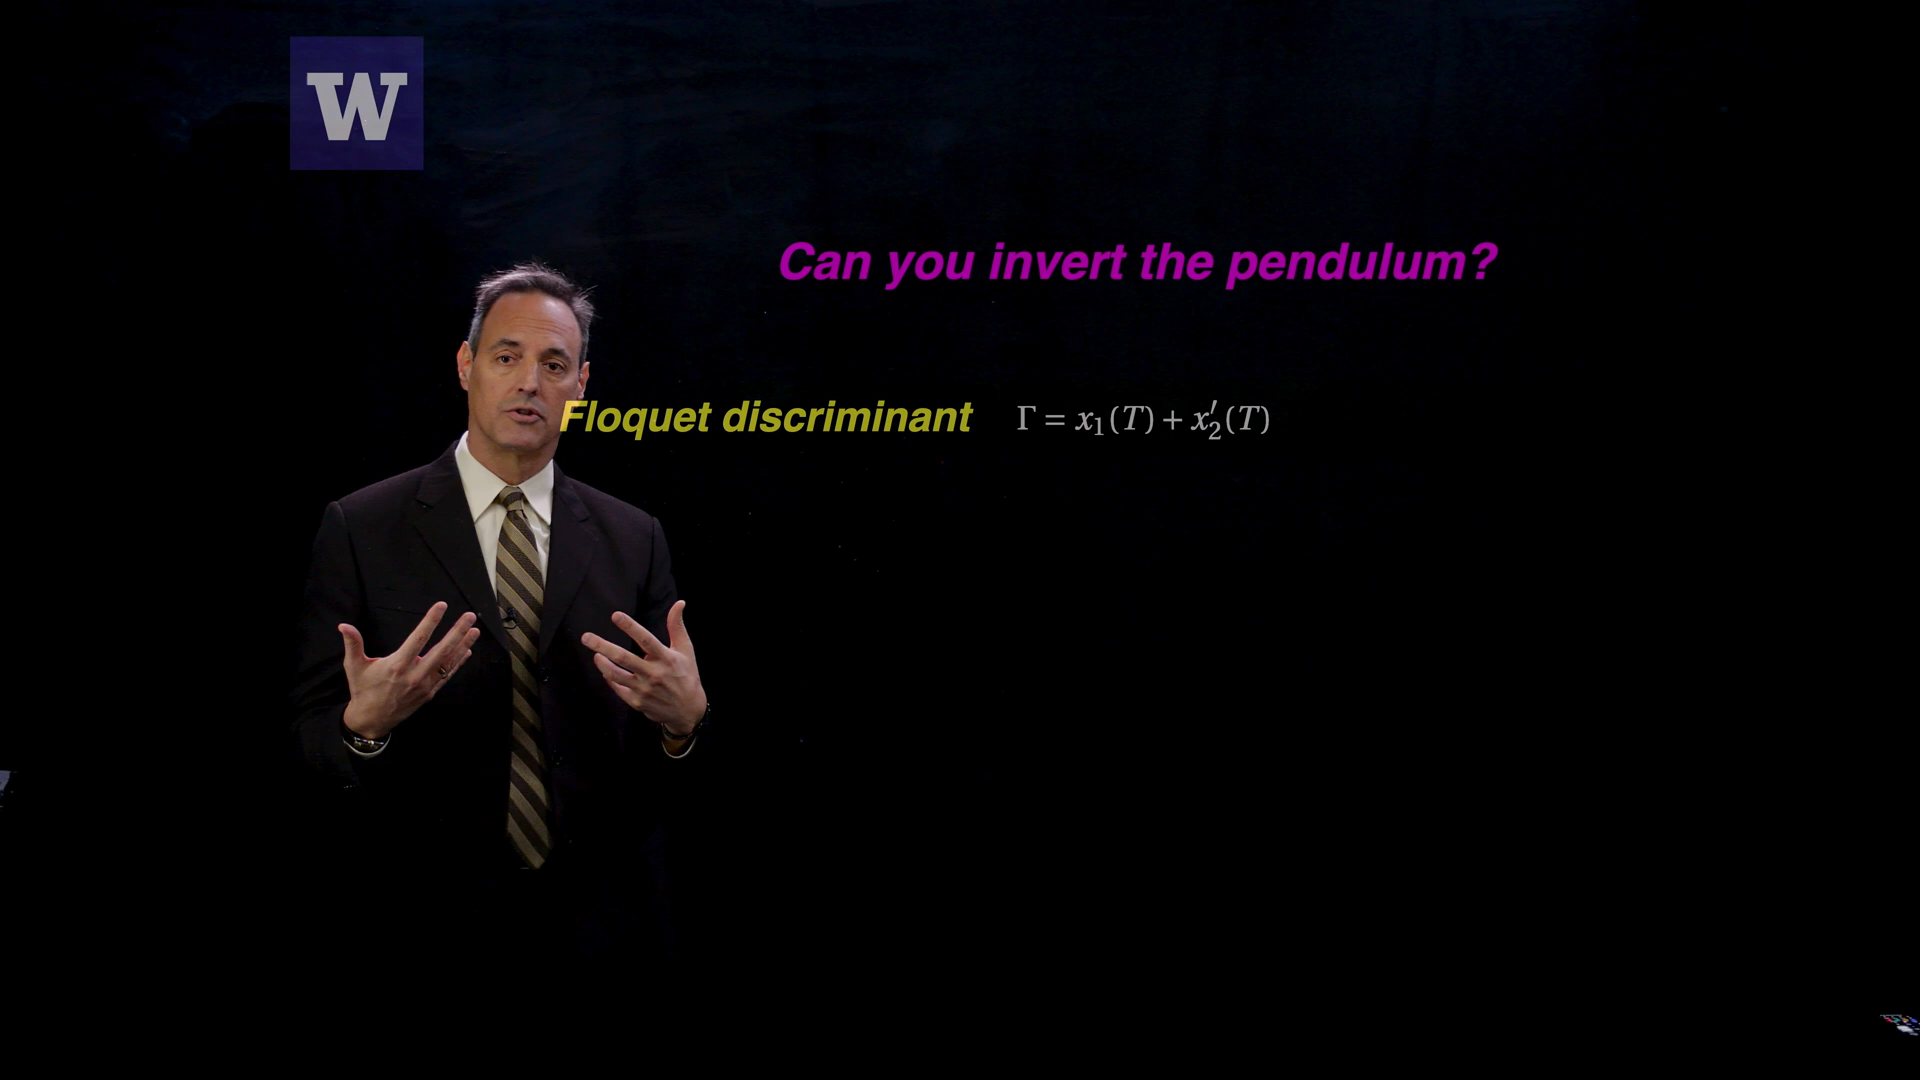 W
Can you invert the pendulum?
Floquet discriminant Γ = x₁(T) + x₂′(T)